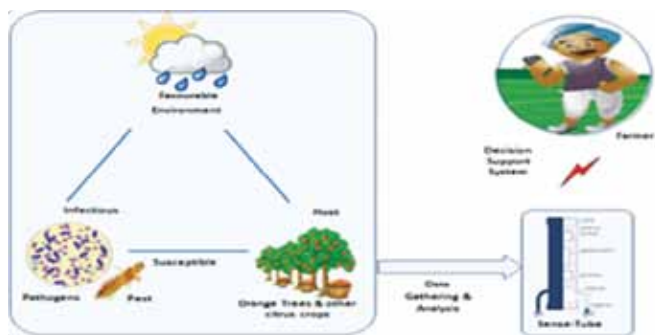 Favourable
Environment
Infectious
Host
Susceptible
Pathogens
Pest
Orange Trees & other
citrus crops
Data
Gathering &
Analysis
Decision
Support
System
Farmer
Sense-Tube